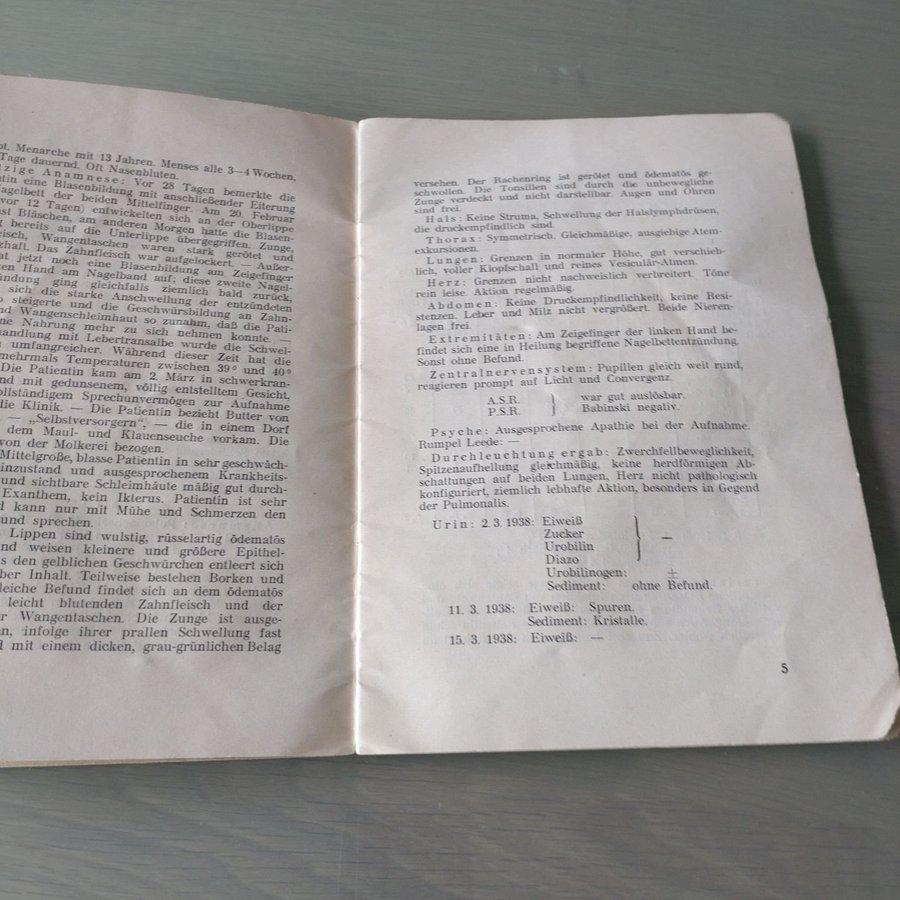 Menarche mit 13 Jahren. Menses alle 3—4 Wochen,
Tage dauernd. Oft Nasenbluten.
Anamnese: Vor 28 Tagen bemerkte die
eine Blasenbildung mit anschließender Eiterung
der beiden Mittelfinger. Am 20. Februar
(vor 12 Tagen) entwickelten sich an der Oberlippe
Bläschen, am anderen Morgen hatte die Blasen-
bereits auf die Unterlippe übergegriffen. Zunge,
Wangentaschen waren stark gerötet und
Das Zahnfleisch war aufgelockert. — Außer-
jetzt noch eine Blasenbildung am Zeigefinger
Hand am Nagelband auf; diese zweite Nagel-
ging gleichfalls ziemlich bald zurück,
sich die starke Anschwellung der entzündeten
steigerte und die Geschwürsbildung an Zahn-
Wangenschleimhaut so zunahm, daß die Pati-
Nahrung mehr zu sich nehmen konnte. —
mit Lebertransalbe wurde die Schwel-
umfangreicher. Während dieser Zeit hat die
mehrmals Temperaturen zwischen 39° und 40°
Die Patientin kam am 2. März in schwerkran-
mit gedunsenem, völlig entstelltem Gesicht,
Sprechunvermögen zur Aufnahme
die Klinik. — Die Patientin bezieht Butter von
— „Selbstversorgern“; — die in einem Dorf
dem Maul- und Klauenseuche vorkam. Die
von der Molkerei bezogen.
Mittelgroße, blasse Patientin in sehr geschwäch-
und ausgesprochenem Krankheits-
und sichtbare Schleimhäute mäßig gut durch-
Exanthem, kein Ikterus. Patientin ist sehr
kann nur mit Mühe und Schmerzen den
und sprechen.
Lippen sind wulstig, rüsselartig ödematös
weisen kleinere und größere Epithel-
den gelblichen Geschwürchen entleert sich
Inhalt. Teilweise bestehen Borken und
Befund findet sich an dem ödematös
leicht blutenden Zahnfleisch und der
Wangentaschen. Die Zunge ist ausge-
infolge ihrer prallen Schwellung fast
mit einem dicken, grau-grünlichen Belag
versehen. Der Rachenring ist gerötet und ödematös ge-
schwollen. Die Tonsillen sind durch die unbewegliche
Zunge verdeckt und nicht darstellbar. Augen und Ohren
sind frei.
Hals: Keine Struma, Schwellung der Halslymphdrüsen,
die druckempfindlich sind.
Thorax: Symmetrisch. Gleichmäßige, ausgiebige Atem-
exkursionen.
Lungen: Grenzen in normaler Höhe, gut verschieb-
lich, voller Klopfschall und reines Vesiculär-Atmen.
Herz: Grenzen nicht nachweislich verbreitert. Töne
rein leise. Aktion regelmäßig.
Abdomen: Keine Druckempfindlichkeit, keine Resi-
stenzen. Leber und Milz nicht vergrößert. Beide Nieren-
lagen frei.
Extremitäten: Am Zeigefinger der linken Hand be-
findet sich eine in Heilung begriffene Nagelbettentzündung.
Sonst ohne Befund.
Zentralnervensystem: Pupillen gleich weit rund,
reagieren prompt auf Licht und Convergenz.
A.S.R. } war gut auslösbar.
P.S.R. } Babinski negativ.
Psyche: Ausgesprochene Apathie bei der Aufnahme.
Rumpel Leede: —
Durchleuchtung ergab: Zwerchfellbeweglichkeit,
Spitzenaufhellung gleichmäßig, keine herdförmigen Ab-
schattungen auf beiden Lungen, Herz nicht pathologisch
konfiguriert, ziemlich lebhafte Aktion, besonders in Gegend
der Pulmonalis.
Urin: 2. 3. 1938: Eiweiß
Zucker
Urobilin } —
Diazo
Urobilinogen: ±
Sediment: ohne Befund.
11. 3. 1938: Eiweiß: Spuren.
Sediment: Kristalle.
15. 3. 1938: Eiweiß: —
5